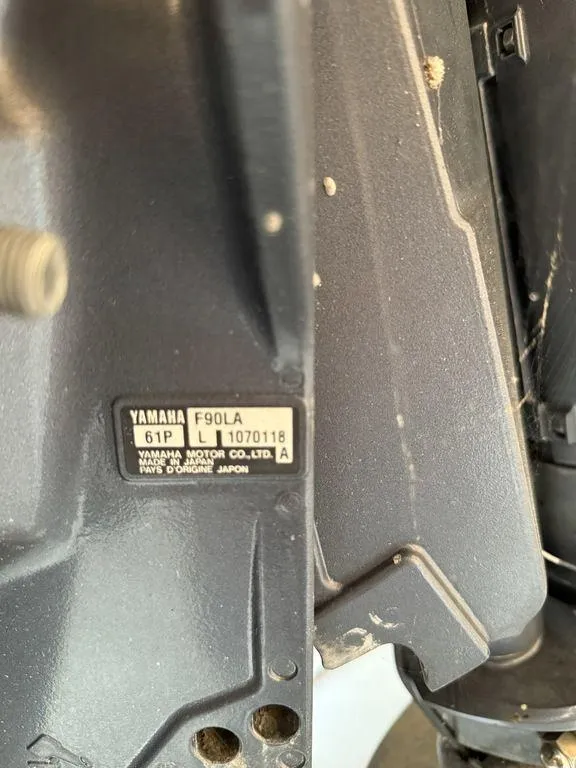 YAMAHA F90LA
61P L 1070118
YAMAHA MOTOR CO.,LTD. A
MADE IN JAPAN
PAYS D'ORIGINE JAPON